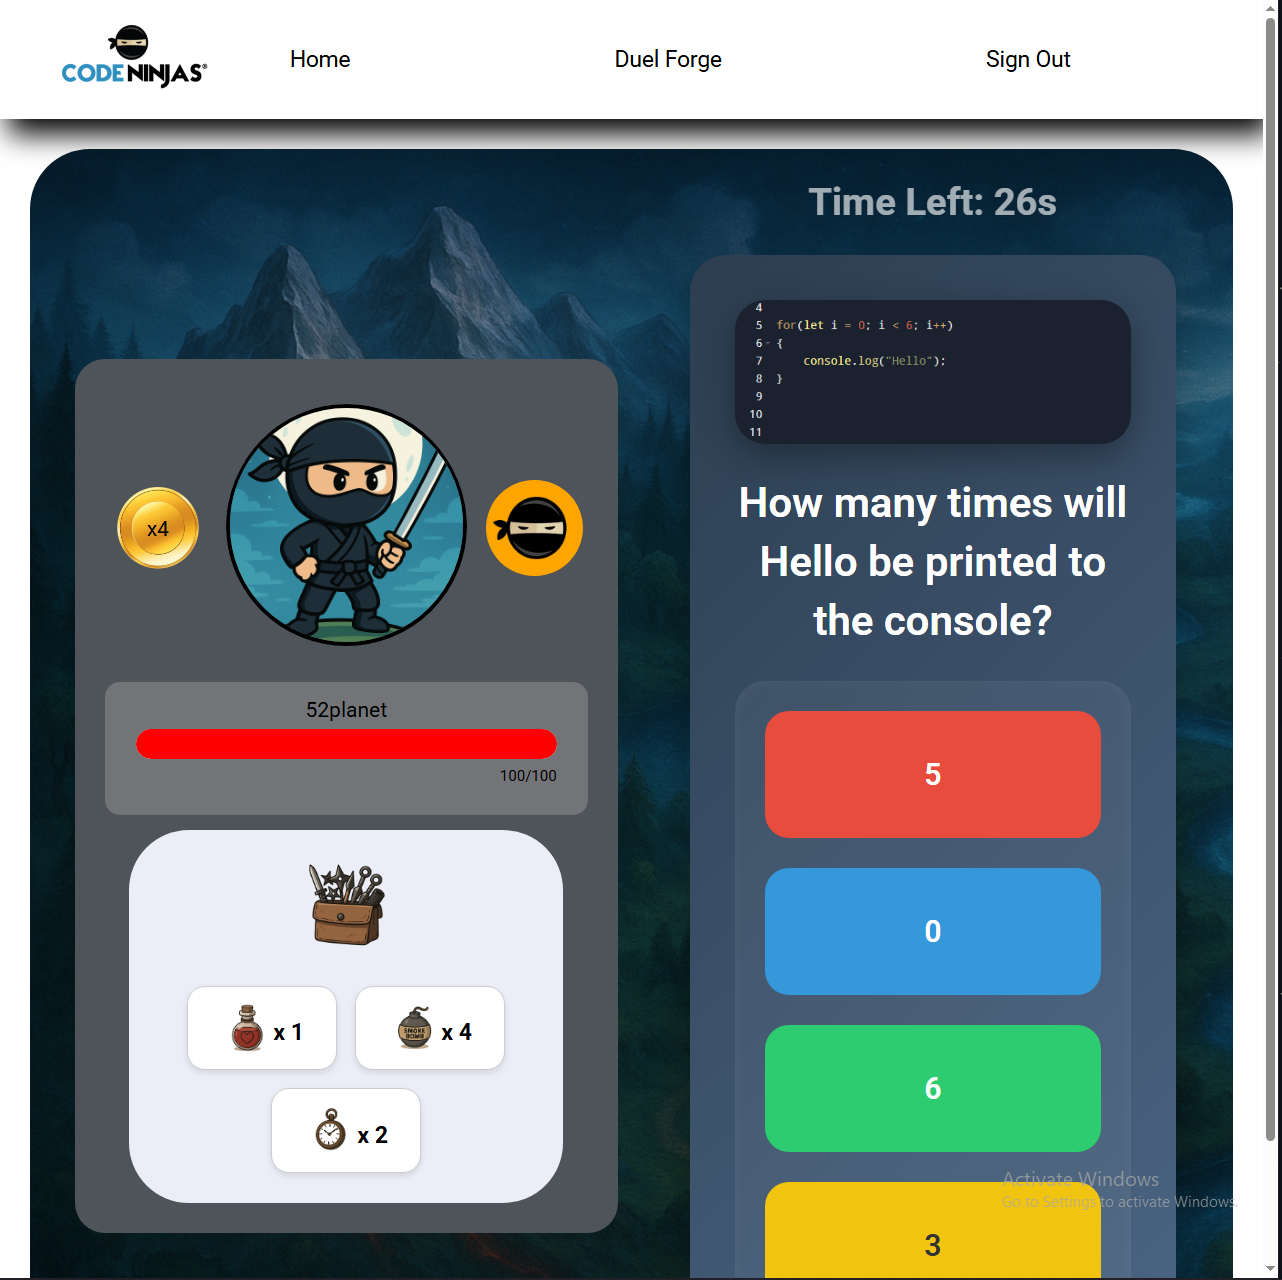 CODE NINJAS®
Home
Duel Forge
Sign Out
Time Left: 26s
4
5 for(let i = 0; i < 6; i++)
6 {
7 console.log("Hello");
8 }
9
10
11
How many times will
Hello be printed to
the console?
x4
52planet
100/100
x 1
SMOKE
BOMB
x 4
x 2
5
0
6
3
Activate Windows
Go to Settings to activate Windows.